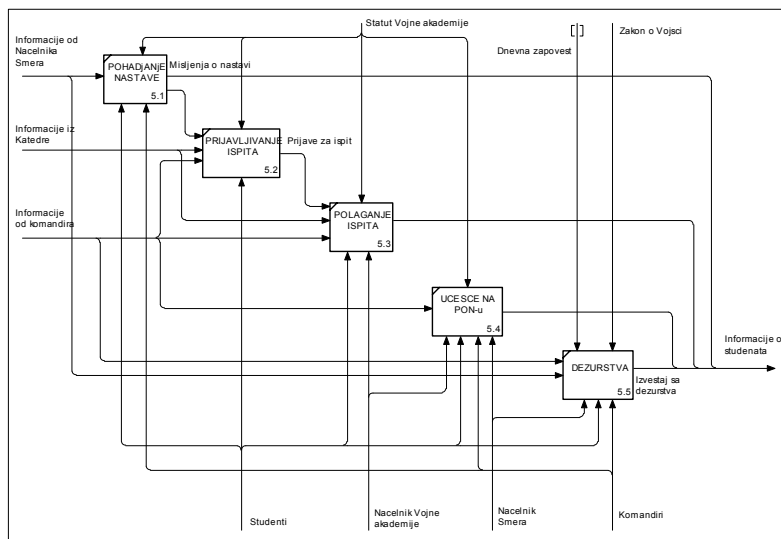 Statut Vojne akademije
Zakon o Vojsci
Dnevna zapovest
Informacije od
Nacelnika
Smera
POHADjANjE
NASTAVE
5.1
Misljenja o nastavi
Informacije iz
Katedre
PRIJAVLJIVANJE
ISPITA
5.2
Prijave za ispit
Informacije
od komandira
POLAGANJE
ISPITA
5.3
UCESCE NA
PON-u
5.4
DEZURSTVA
5.5
Izvestaj sa
dezurstva
Informacije o
studenata
Studenti
Nacelnik Vojne
akademije
Nacelnik
Smera
Komandiri